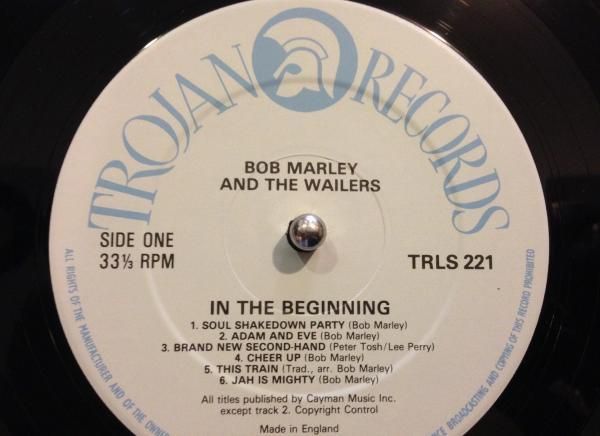 TROJAN RECORDS
BOB MARLEY
AND THE WAILERS
SIDE ONE
33⅓ RPM
TRLS 221
IN THE BEGINNING
1. SOUL SHAKEDOWN PARTY (Bob Marley)
2. ADAM AND EVE (Bob Marley)
3. BRAND NEW SECOND-HAND (Peter Tosh/Lee Perry)
4. CHEER UP (Bob Marley)
5. THIS TRAIN (Trad., arr. Bob Marley)
6. JAH IS MIGHTY (Bob Marley)
All titles published by Cayman Music Inc.
except track 2. Copyright Control
Made in England
ALL RIGHTS OF THE MANUFACTURER AND OF THE OWNER
BROADCASTING AND COPYING OF THIS RECORD PROHIBITED